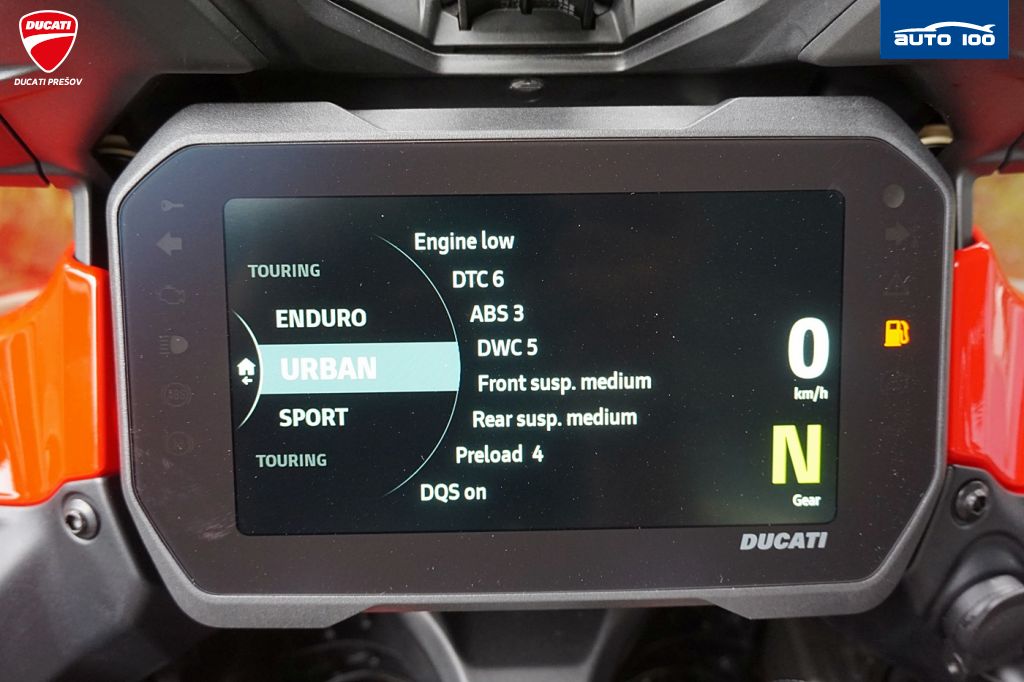 DUCATI
DUCATI PREŠOV
AUTO 100
TOURING
ENDURO
URBAN
SPORT
TOURING
Engine low
DTC 6
ABS 3
DWC 5
Front susp. medium
Rear susp. medium
Preload 4
DQS on
0
km/h
N
Gear
DUCATI
ABS